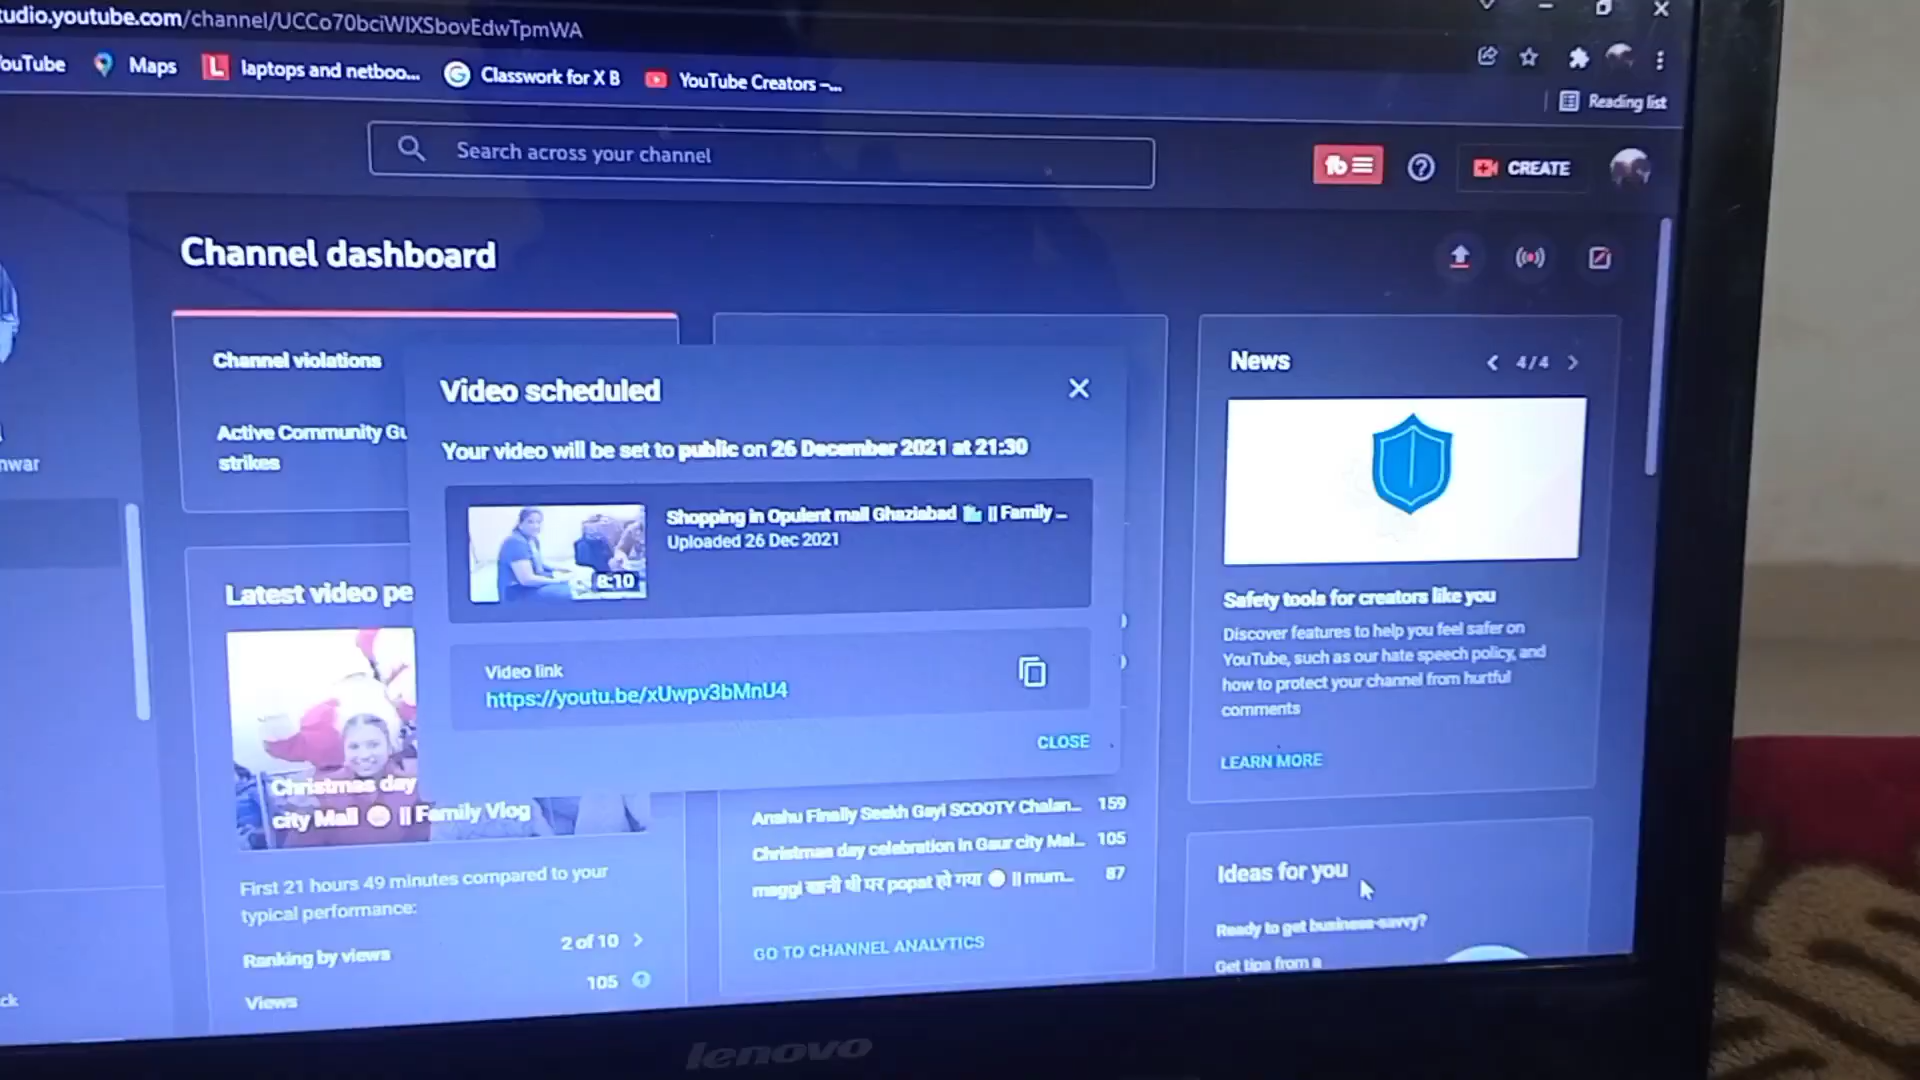 tudio.youtube.com/channel/UCCo70bciWIXSbovEdwTpmWA
YouTube Maps L laptops and netboo... Classwork for X B YouTube Creators –...
Reading list
Search across your channel
CREATE
Channel dashboard
Channel violations
Active Community Gu
strikes
Video scheduled
Your video will be set to public on 26 December 2021 at 21:30
Shopping in Opulent mall Ghaziabad || Family ...
Uploaded 26 Dec 2021
8:10
Video link
https://youtu.be/xUwpv3bMnU4
CLOSE
News
4/4
Safety tools for creators like you
Discover features to help you feel safer on
YouTube, such as our hate speech policy, and
how to protect your channel from hurtful
comments
LEARN MORE
nwar
Latest video pe
Christmas day
city Mall || Family Vlog
First 21 hours 49 minutes compared to your
typical performance:
Ranking by views 2 of 10
Views 105
Anshu Finally Seekh Gayi SCOOTY Chalan... 159
Christmas day celebration in Gaur city Mal... 105
maggi खानी थी पर popat हो गया || mum... 87
GO TO CHANNEL ANALYTICS
Ideas for you
Ready to get business-savvy?
Get tips from a
ck
lenovo